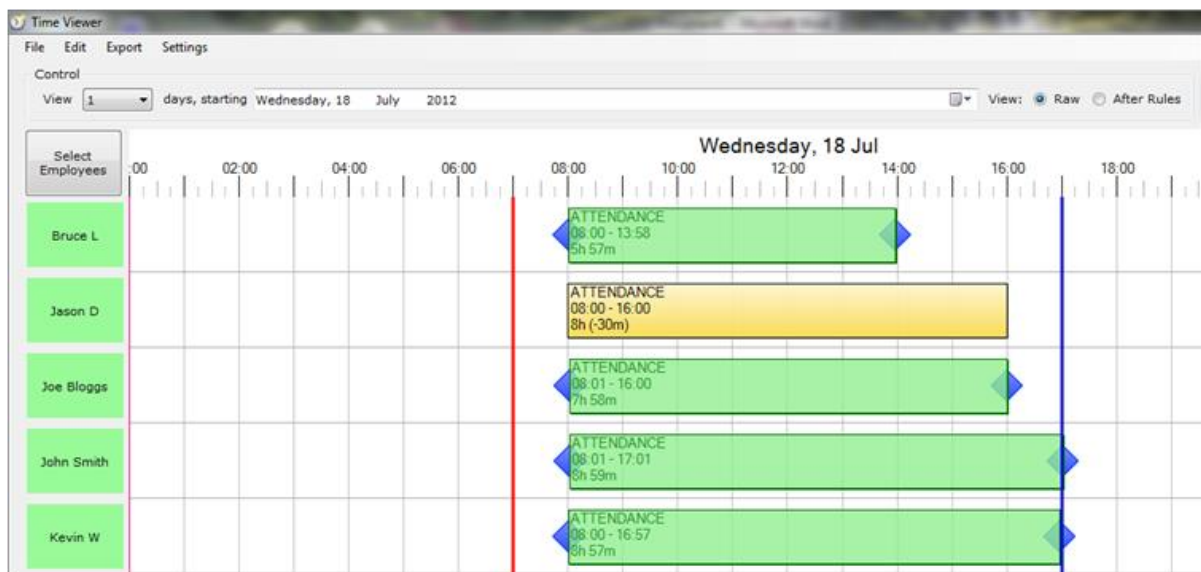 Time Viewer
File Edit Export Settings
Control
View 1 days, starting Wednesday, 18 July 2012 View: Raw After Rules
Select
Employees
Wednesday, 18 Jul
:00 02:00 04:00 06:00 08:00 10:00 12:00 14:00 16:00 18:00
Bruce L
ATTENDANCE
08:00 - 13:58
5h 57m
Jason D
ATTENDANCE
08:00 - 16:00
8h (-30m)
Joe Bloggs
ATTENDANCE
08:01 - 16:00
7h 58m
John Smith
ATTENDANCE
08:01 - 17:01
8h 59m
Kevin W
ATTENDANCE
08:00 - 16:57
8h 57m